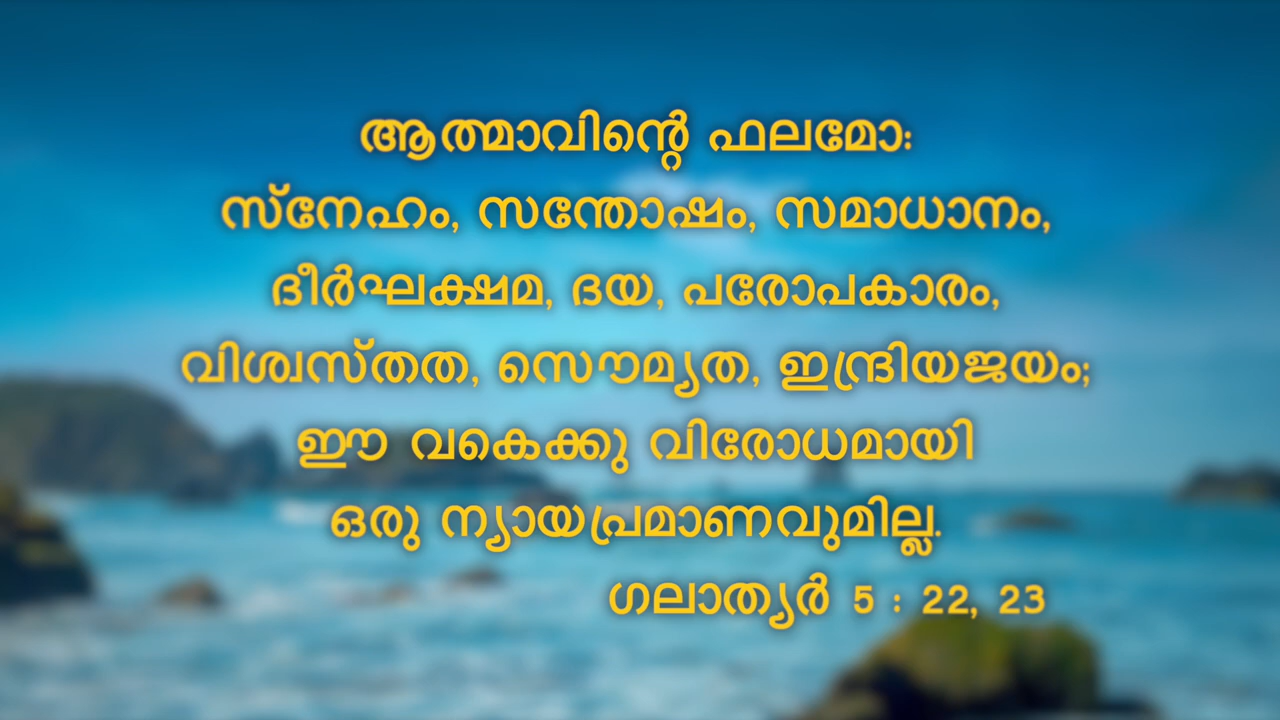 ആത്മാവിന്റെ ഫലമോ:
സ്നേഹം, സന്തോഷം, സമാധാനം,
ദീർഘക്ഷമ, ദയ, പരോപകാരം,
വിശ്വസ്തത, സൌമ്യത, ഇന്ദ്രിയജയം;
ഈ വകെക്കു വിരോധമായി
ഒരു ന്യായപ്രമാണവുമില്ല.
ഗലാത്യർ 5 : 22, 23